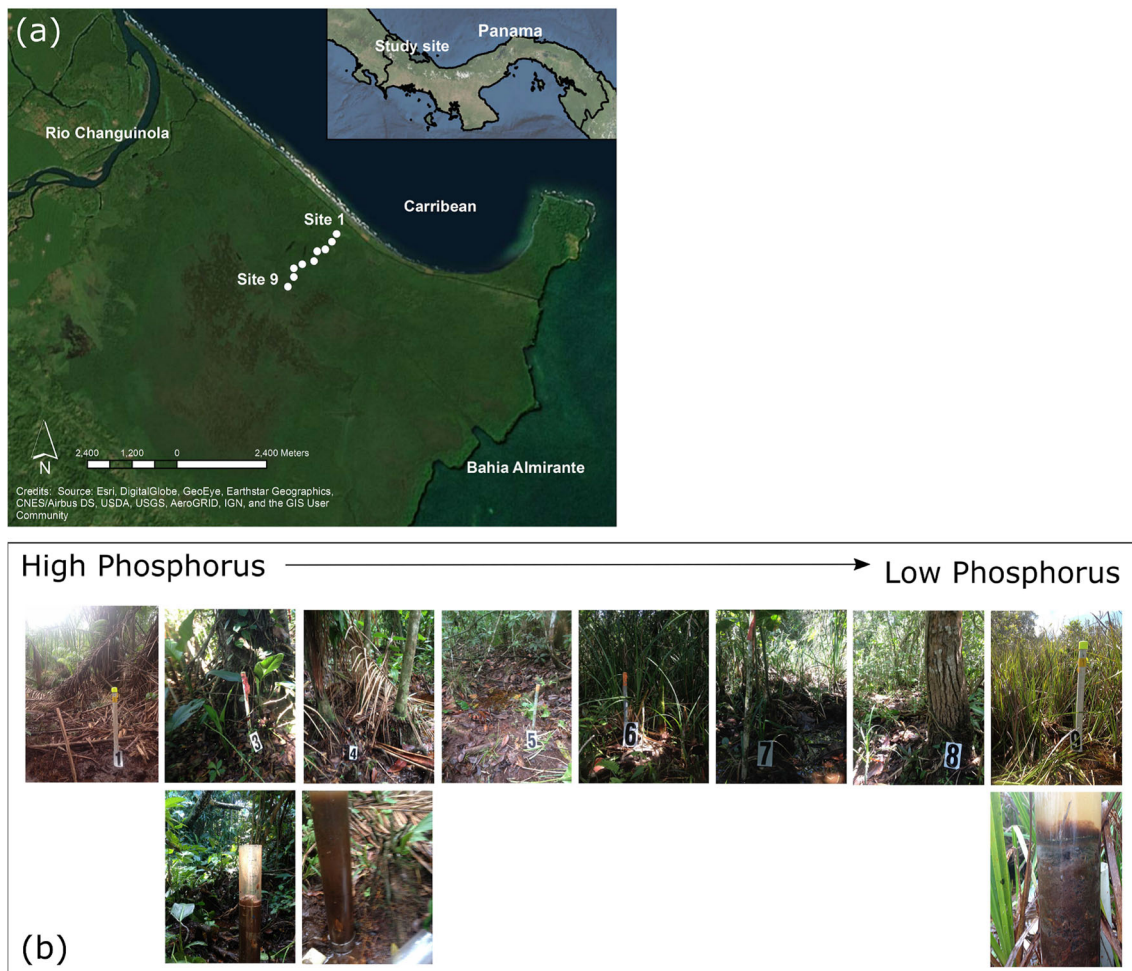 (a)
Panama
Study site
Rio Changuinola
Carribean
Site 1
Site 9
Bahia Almirante
N
2,400 1,200 0 2,400 Meters
Credits: Source: Esri, DigitalGlobe, GeoEye, Earthstar Geographics,
CNES/Airbus DS, USDA, USGS, AeroGRID, IGN, and the GIS User
Community
High Phosphorus
Low Phosphorus
1 3 4 5 6 7 8 9
(b)